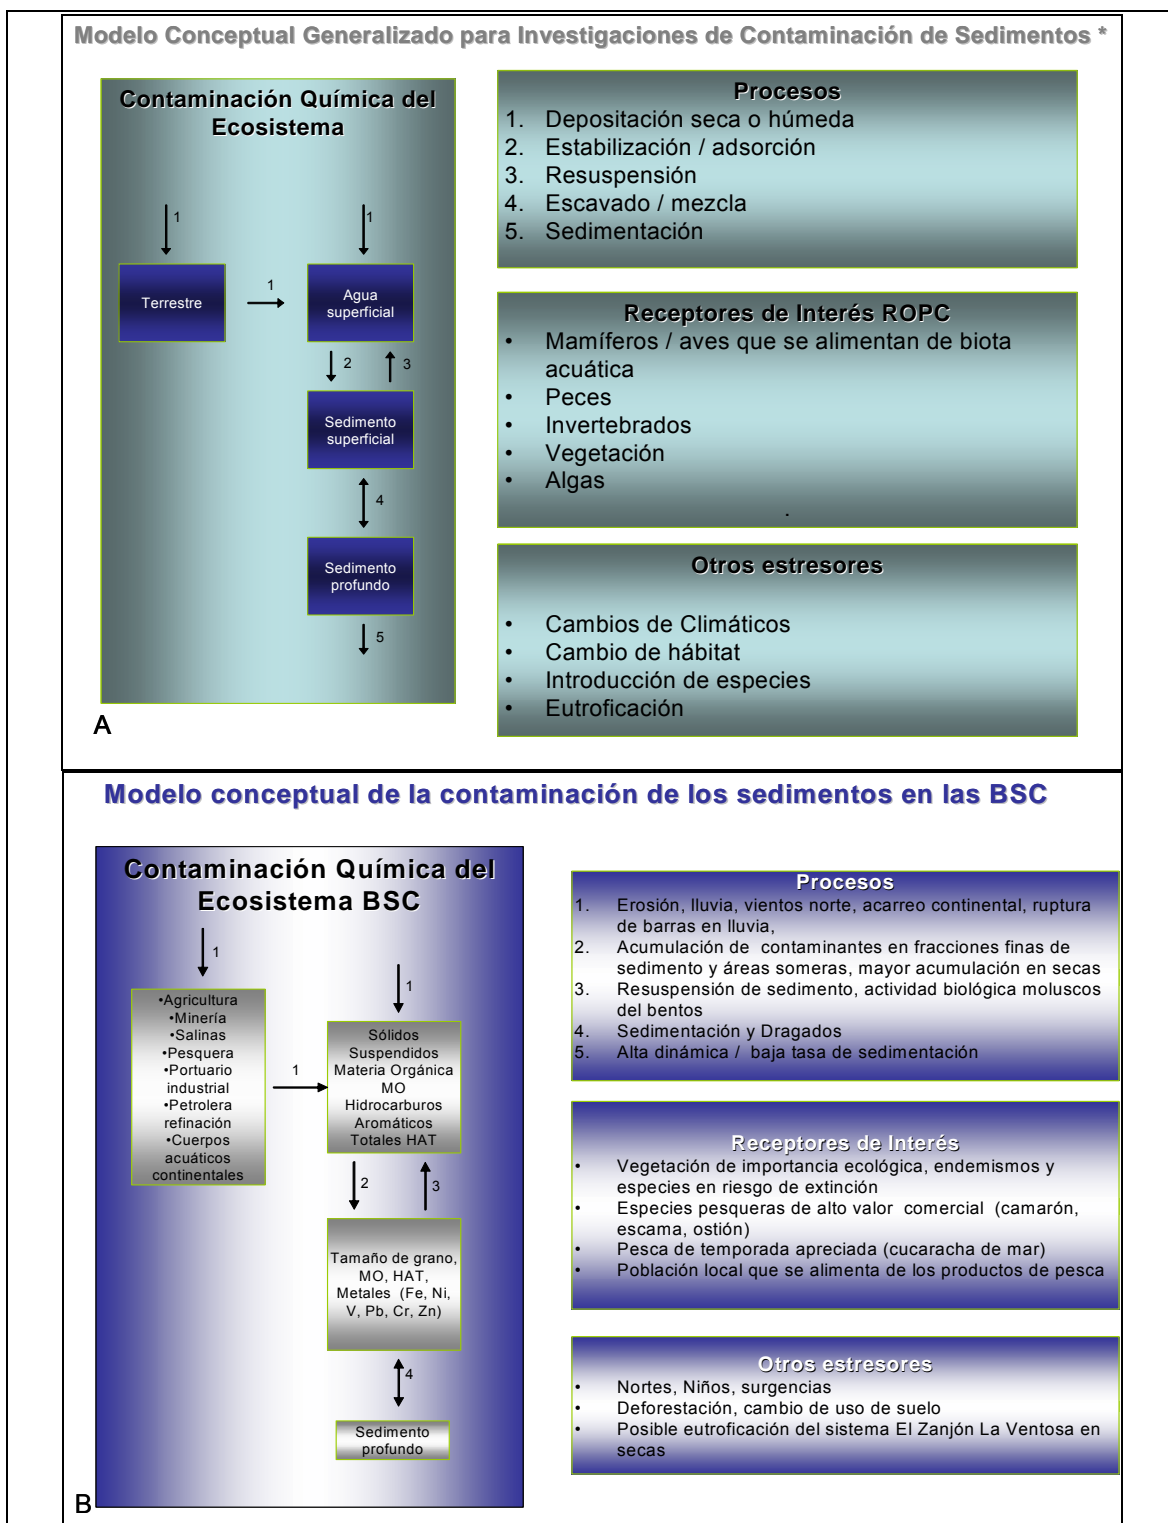 Modelo Conceptual Generalizado para Investigaciones de Contaminación de Sedimentos *
Contaminación Química del
Ecosistema
1
1
Terrestre
1
Agua
superficial
2
3
Sedimento
superficial
4
Sedimento
profundo
5
A
Procesos
1. Depositación seca o húmeda
2. Estabilización / adsorción
3. Resuspensión
4. Escavado / mezcla
5. Sedimentación
Receptores de Interés ROPC
• Mamíferos / aves que se alimentan de biota
acuática
• Peces
• Invertebrados
• Vegetación
• Algas
.
Otros estresores
• Cambios de Climáticos
• Cambio de hábitat
• Introducción de especies
• Eutroficación
Modelo conceptual de la contaminación de los sedimentos en las BSC
Contaminación Química del
Ecosistema BSC
1
1
•Agricultura
•Minería
•Salinas
•Pesquera
•Portuario
industrial
•Petrolera
refinación
•Cuerpos
acuáticos
continentales
1
Sólidos
Suspendidos
Materia Orgánica
MO
Hidrocarburos
Aromáticos
Totales HAT
2
3
Tamaño de grano,
MO, HAT,
Metales (Fe, Ni,
V, Pb, Cr, Zn)
4
Sedimento
profundo
B
Procesos
1. Erosión, lluvia, vientos norte, acarreo continental, ruptura
de barras en lluvia,
2. Acumulación de contaminantes en fracciones finas de
sedimento y áreas someras, mayor acumulación en secas
3. Resuspensión de sedimento, actividad biológica moluscos
del bentos
4. Sedimentación y Dragados
5. Alta dinámica / baja tasa de sedimentación
Receptores de Interés
• Vegetación de importancia ecológica, endemismos y
especies en riesgo de extinción
• Especies pesqueras de alto valor comercial (camarón,
escama, ostión)
• Pesca de temporada apreciada (cucaracha de mar)
• Población local que se alimenta de los productos de pesca
Otros estresores
• Nortes, Niños, surgencias
• Deforestación, cambio de uso de suelo
• Posible eutroficación del sistema El Zanjón La Ventosa en
secas